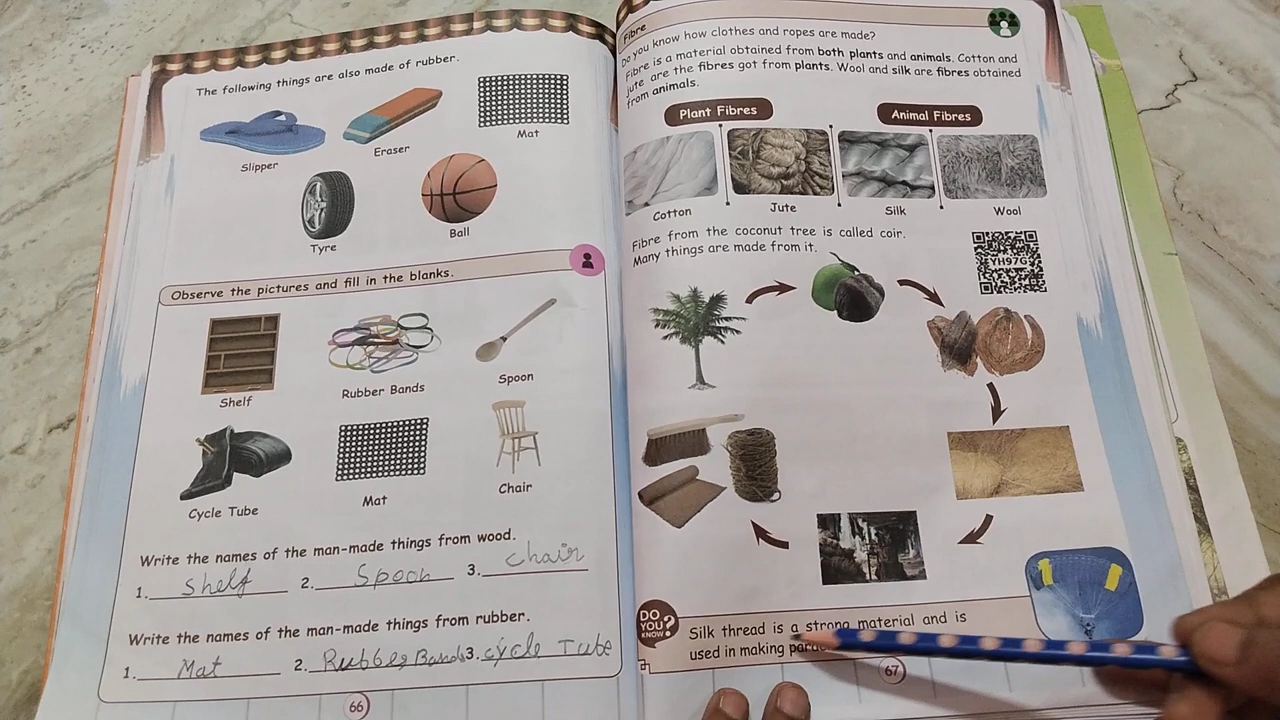 The following things are also made of rubber.
Slipper
Eraser
Mat
Tyre
Ball
Observe the pictures and fill in the blanks.
Shelf
Rubber Bands
Spoon
Cycle Tube
Mat
Chair
Write the names of the man-made things from wood.
1. Shelf 2. Spoon 3. Chair
Write the names of the man-made things from rubber.
1. Mat 2. Rubber Bands 3. Cycle Tube
66
Fibre
Do you know how clothes and ropes are made?
Fibre is a material obtained from both plants and animals. Cotton and
jute are the fibres got from plants. Wool and silk are fibres obtained
from animals.
Plant Fibres
Animal Fibres
Cotton
Jute
Silk
Wool
Fibre from the coconut tree is called coir.
Many things are made from it.
YH97G
DO YOU KNOW?
Silk thread is a strong material and is
used in making
67